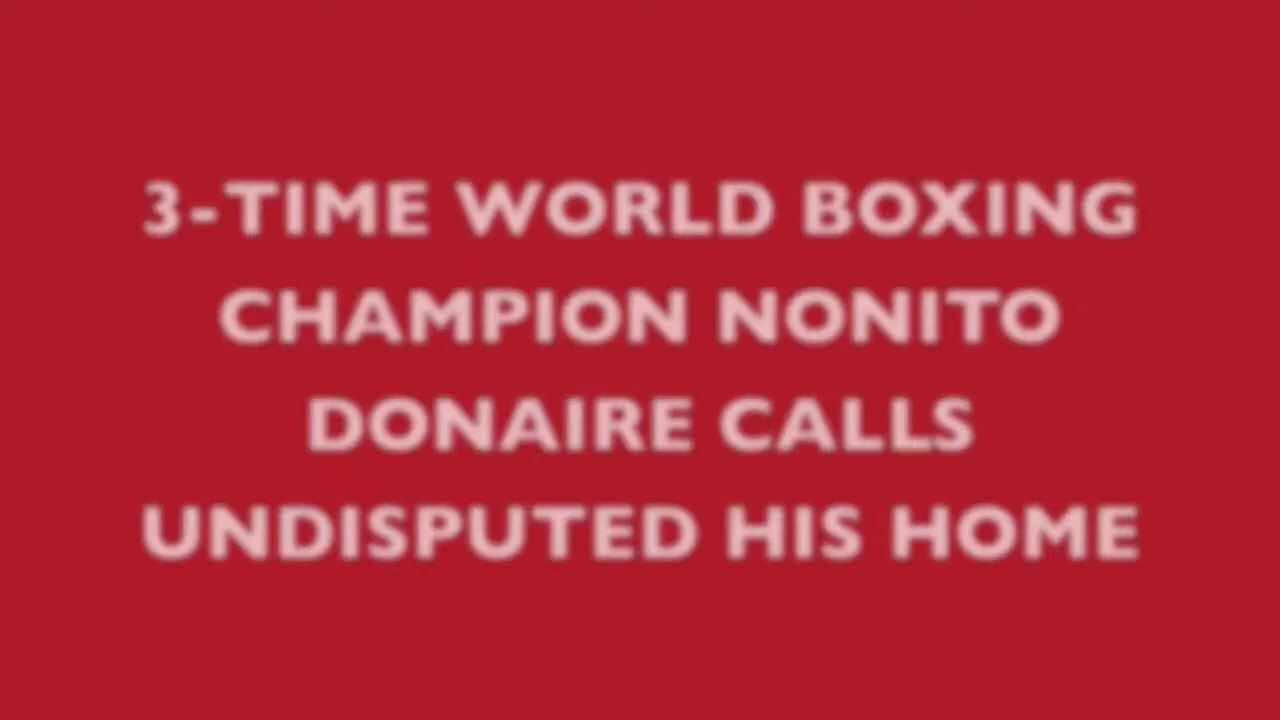 3-TIME WORLD BOXING
CHAMPION NONITO
DONAIRE CALLS
UNDISPUTED HIS HOME